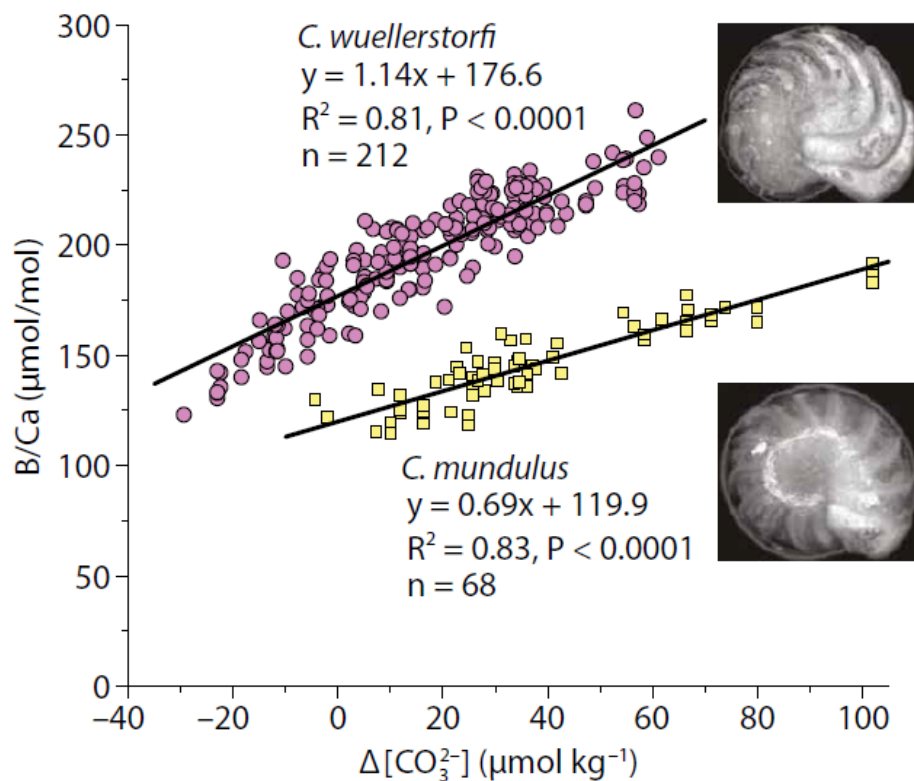 300
250
200
150
100
50
0
B/Ca (μmol/mol)
C. wuellerstorfi
y = 1.14x + 176.6
R² = 0.81, P < 0.0001
n = 212
C. mundulus
y = 0.69x + 119.9
R² = 0.83, P < 0.0001
n = 68
−40 −20 0 20 40 60 80 100
Δ[CO₃²⁻] (μmol kg⁻¹)